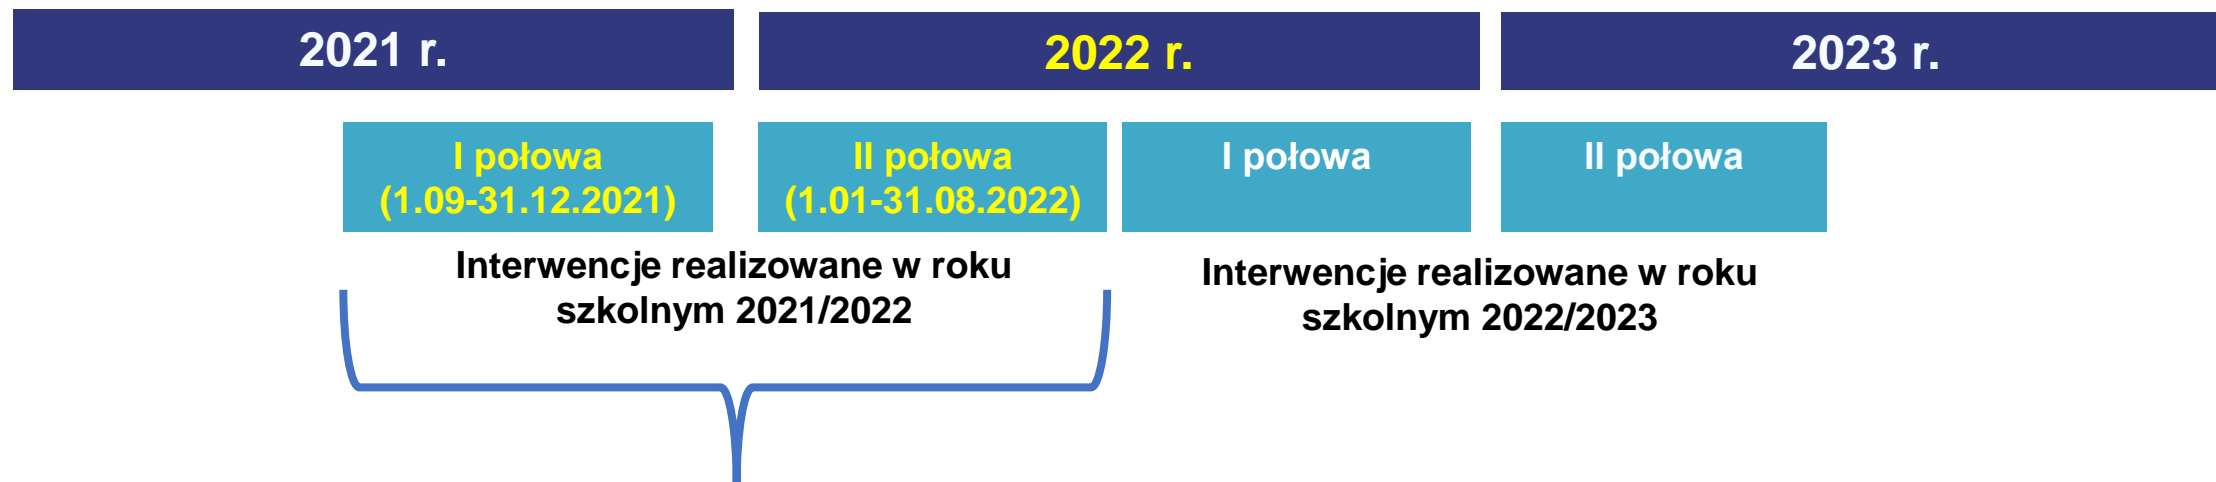 2021 r.
2022 r.
2023 r.
I połowa
(1.09-31.12.2021)
II połowa
(1.01-31.08.2022)
I połowa
II połowa
Interwencje realizowane w roku
szkolnym 2021/2022
Interwencje realizowane w roku
szkolnym 2022/2023